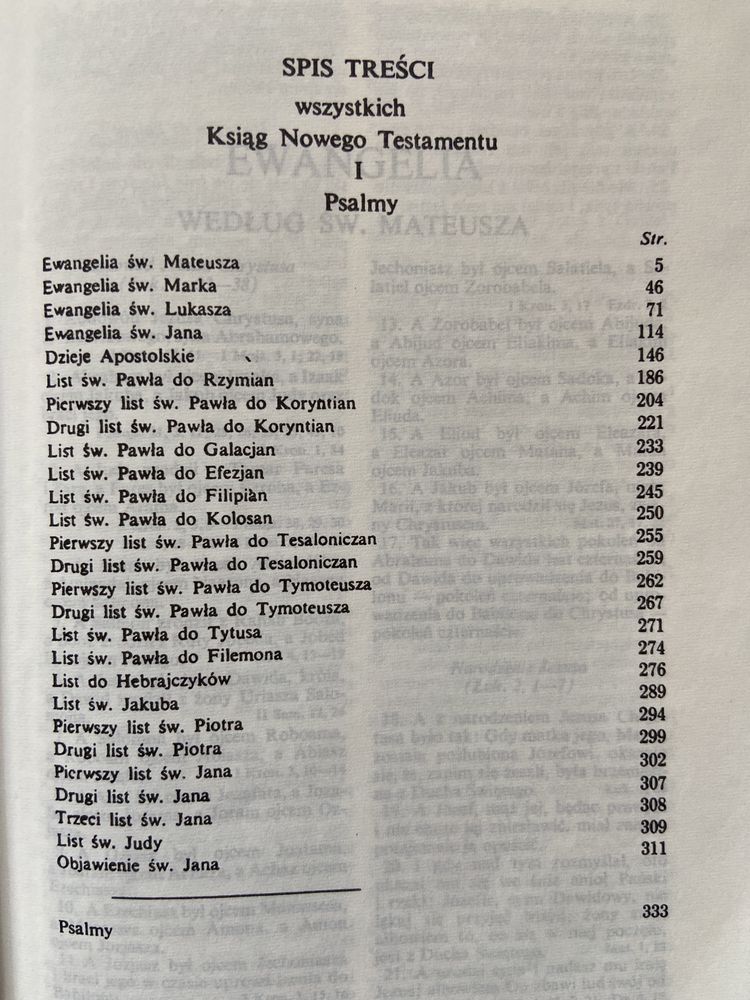 SPIS TREŚCI
wszystkich
Ksiąg Nowego Testamentu
I
Psalmy
Str.
Ewangelia św. Mateusza 5
Ewangelia św. Marka 46
Ewangelia św. Lukasza 71
Ewangelia św. Jana 114
Dzieje Apostolskie 146
List św. Pawła do Rzymian 186
Pierwszy list św. Pawła do Koryntian 204
Drugi list św. Pawła do Koryntian 221
List św. Pawła do Galacjan 233
List św. Pawła do Efezjan 239
List św. Pawła do Filipian 245
List św. Pawła do Kolosan 250
Pierwszy list św. Pawła do Tesaloniczan 255
Drugi list św. Pawła do Tesaloniczan 259
Pierwszy list św. Pawła do Tymoteusza 262
Drugi list św. Pawła do Tymoteusza 267
List św. Pawła do Tytusa 271
List św. Pawła do Filemona 274
List do Hebrajczyków 276
List św. Jakuba 289
Pierwszy list św. Piotra 294
Drugi list św. Piotra 299
Pierwszy list św. Jana 302
Drugi list św. Jana 307
Trzeci list św. Jana 308
List św. Judy 309
Objawienie św. Jana 311
Psalmy 333